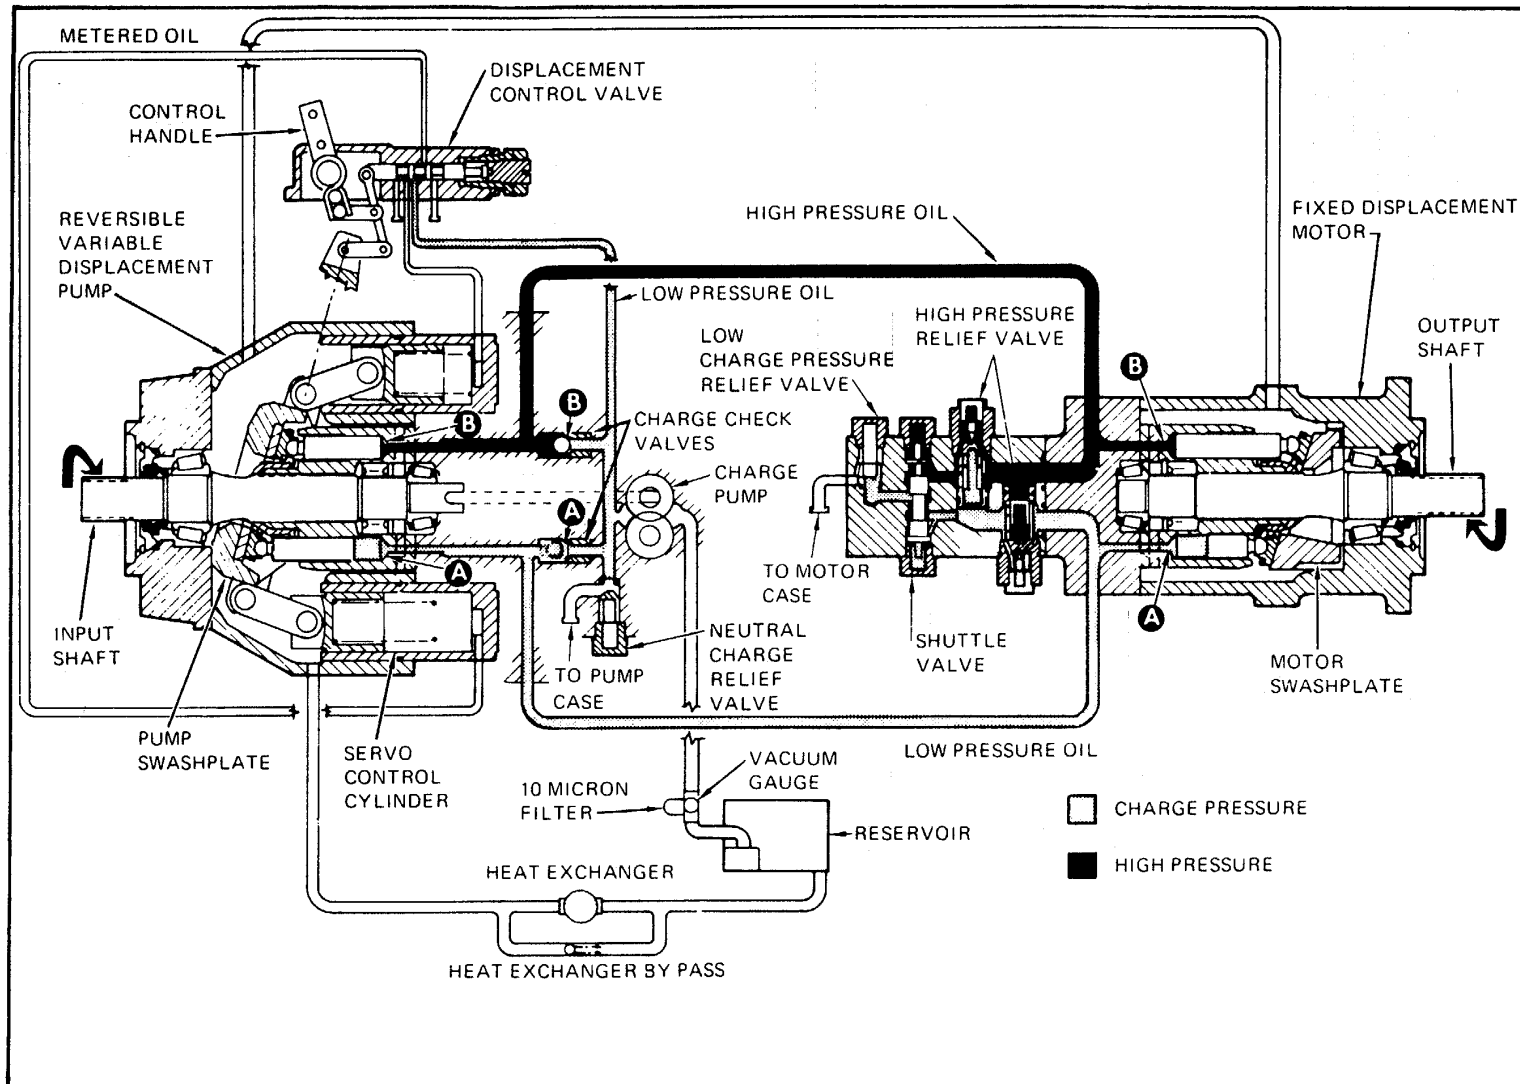 METERED OIL
DISPLACEMENT
CONTROL VALVE
CONTROL
HANDLE
REVERSIBLE
VARIABLE
DISPLACEMENT
PUMP
HIGH PRESSURE OIL
FIXED DISPLACEMENT
MOTOR
LOW PRESSURE OIL
LOW
CHARGE PRESSURE
RELIEF VALVE
HIGH PRESSURE
RELIEF VALVE
OUTPUT
SHAFT
B
B
B
CHARGE CHECK
VALVES
CHARGE
PUMP
A
A
A
TO MOTOR
CASE
SHUTTLE
VALVE
INPUT
SHAFT
NEUTRAL
CHARGE
RELIEF
VALVE
TO PUMP
CASE
MOTOR
SWASHPLATE
PUMP
SWASHPLATE
SERVO
CONTROL
CYLINDER
LOW PRESSURE OIL
VACUUM
GAUGE
10 MICRON
FILTER
RESERVOIR
CHARGE PRESSURE
HIGH PRESSURE
HEAT EXCHANGER
HEAT EXCHANGER BY PASS